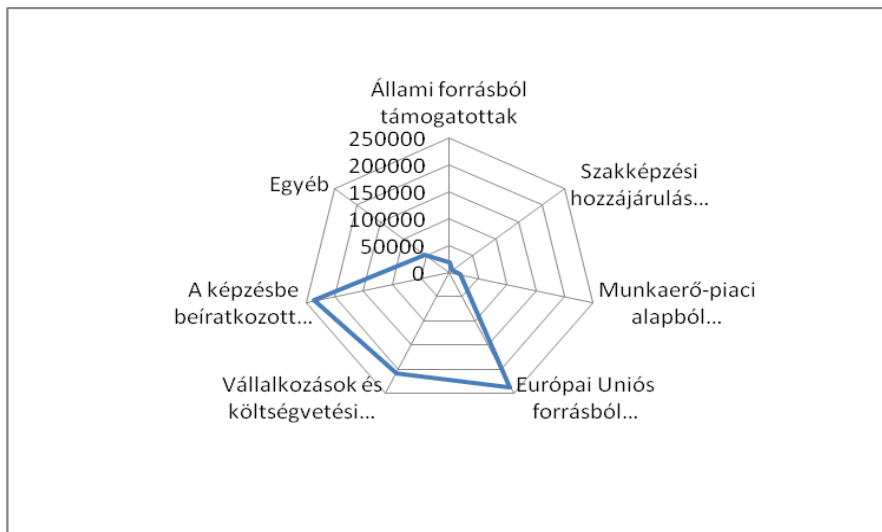 Állami forrásból
támogatottak
250000
200000
150000
100000
50000
0
Szakképzési
hozzájárulás...
Munkaerő-piaci
alapból...
Európai Uniós
forrásból...
Vállalkozások és
költségvetési...
A képzésbe
beíratkozott...
Egyéb